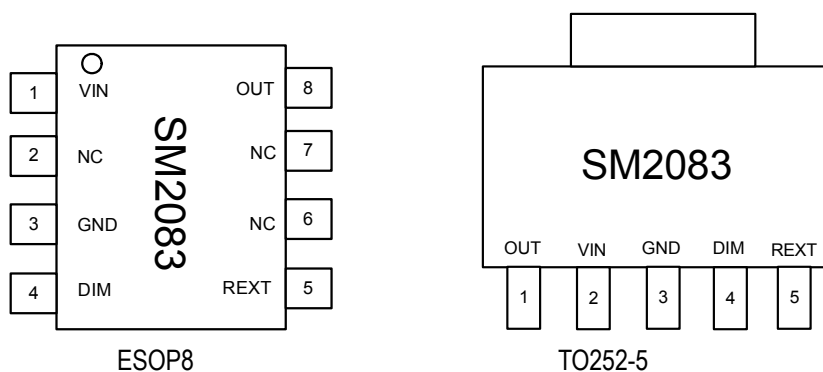 1 VIN OUT 8
2 NC NC 7
3 GND NC 6
4 DIM REXT 5
SM2083
ESOP8
SM2083
OUT VIN GND DIM REXT
1 2 3 4 5
TO252-5